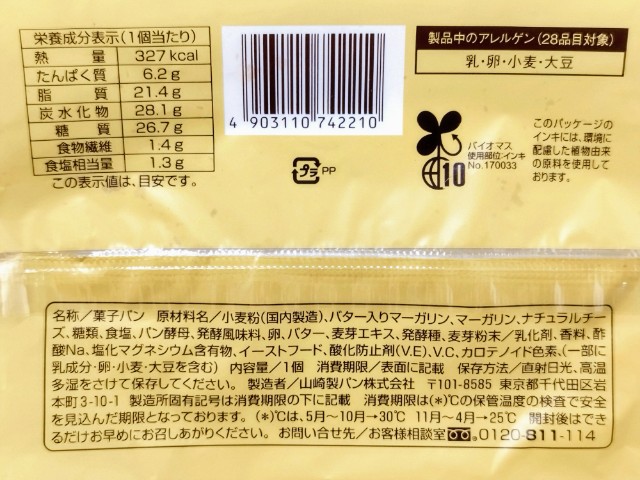 栄養成分表示(1個当たり)
熱量 327kcal
たんぱく質 6.2g
脂質 21.4g
炭水化物 28.1g
糖質 26.7g
食物繊維 1.4g
食塩相当量 1.3g
この表示値は、目安です。
4 903110 742210
プラ PP
製品中のアレルゲン(28品目対象)
乳・卵・小麦・大豆
バイオマス
使用部位:インキ
No.170033
10
このパッケージの
インキには、環境に
配慮した植物由来
の原料を使用して
おります。
名称/菓子パン 原材料名/小麦粉(国内製造)、バター入りマーガリン、マーガリン、ナチュラルチー
ズ、糖類、食塩、パン酵母、発酵風味料、卵、バター、麦芽エキス、発酵種、麦芽粉末/乳化剤、香料、酢
酸Na、塩化マグネシウム含有物、イーストフード、酸化防止剤(V.E)、V.C、カロテノイド色素、(一部に
乳成分・卵・小麦・大豆を含む) 内容量/1個 消費期限/表面に記載 保存方法/直射日光、高温
多湿をさけて保存してください。 製造者/山崎製パン株式会社 〒101-8585 東京都千代田区岩
本町3-10-1 製造所固有記号は消費期限の下に記載 消費期限は(*)℃の保管温度の検査で安全
を見込んだ期限となっております。(*)℃は、5月~10月→30℃ 11月~4月→25℃ 開封後はでき
るだけお早めにお召しあがりください。 お問い合せ先/お客様相談室 0120-811-114